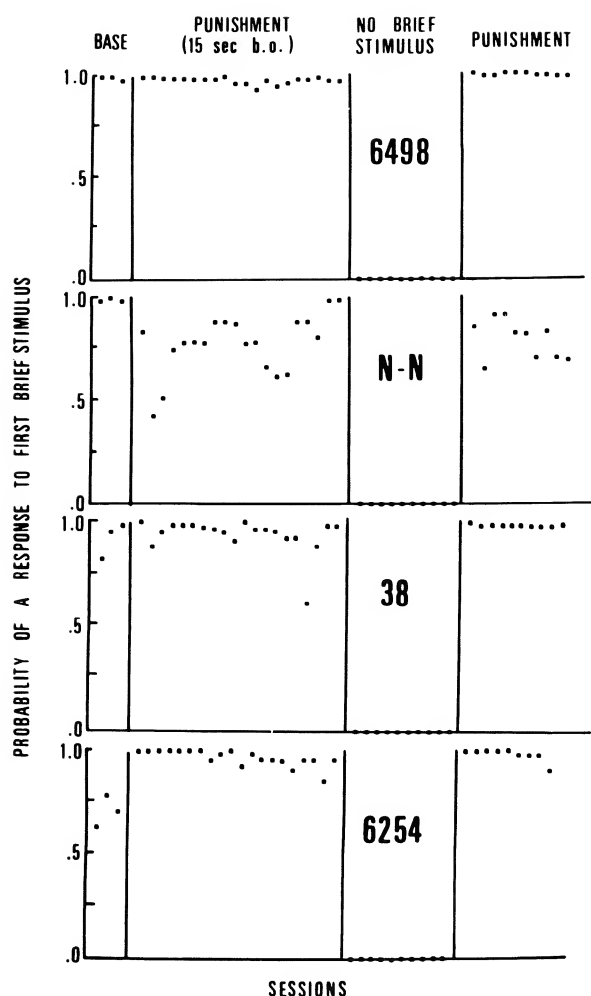 BASE
PUNISHMENT
(15 sec b.o.)
NO BRIEF
STIMULUS
PUNISHMENT
PROBABILITY OF A RESPONSE TO FIRST BRIEF STIMULUS
1.0
.5
.0
6498
1.0
.5
.0
N-N
1.0
.5
.0
38
1.0
.5
.0
6254
SESSIONS